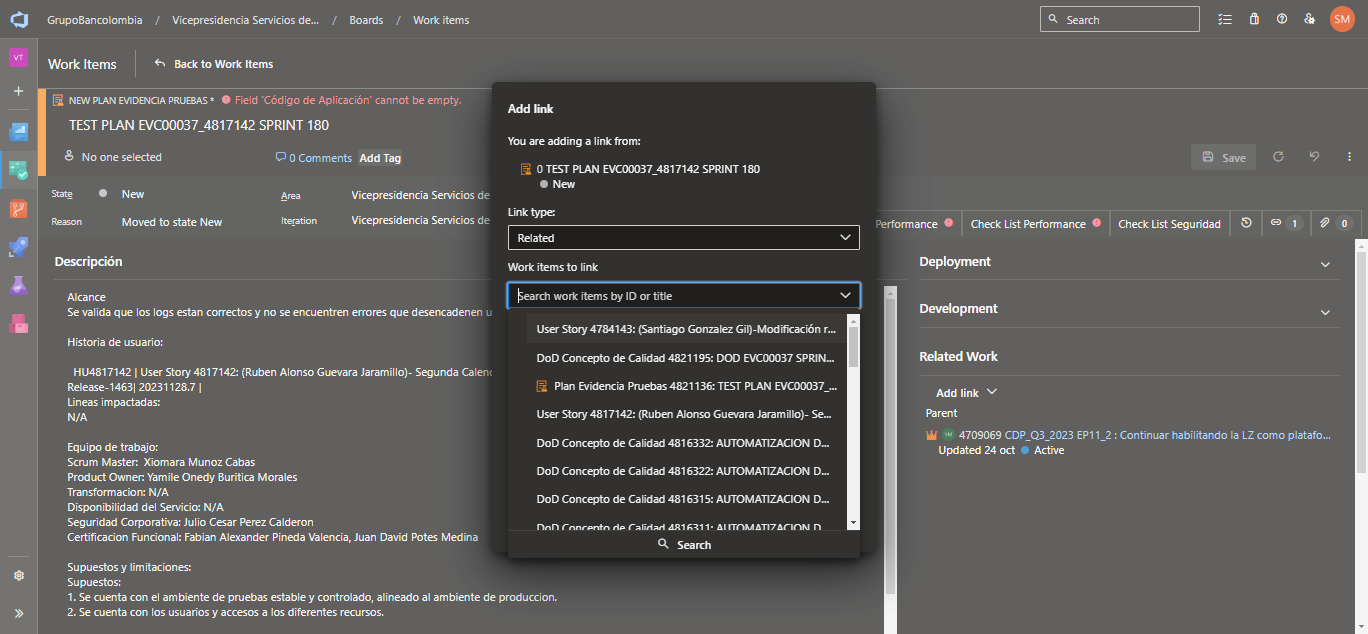 GrupoBancolombia / Vicepresidencia Servicios de... / Boards / Work items
Search
SM
VT
Work Items
Back to Work Items
NEW PLAN EVIDENCIA PRUEBAS * Field 'Código de Aplicación' cannot be empty.
TEST PLAN EVC00037_4817142 SPRINT 180
No one selected
0 Comments
Add Tag
Save
State
New
Area
Vicepresidencia Servicios de
Reason
Moved to state New
Iteration
Vicepresidencia Servicios de
Performance
Check List Performance
Check List Seguridad
1
0
Descripción
Alcance
Se valida que los logs estan correctos y no se encuentren errores que desencadenen u
Historia de usuario:
HU4817142 | User Story 4817142: (Ruben Alonso Guevara Jaramillo)- Segunda Calend
Release-1463| 20231128.7 |
Lineas impactadas:
N/A
Equipo de trabajo:
Scrum Master: Xiomara Munoz Cabas
Product Owner: Yamile Onedy Buritica Morales
Transformacion: N/A
Disponibilidad del Servicio: N/A
Seguridad Corporativa: Julio Cesar Perez Calderon
Certificacion Funcional: Fabian Alexander Pineda Valencia, Juan David Potes Medina
Supuestos y limitaciones:
Supuestos:
1. Se cuenta con el ambiente de pruebas estable y controlado, alineado al ambiente de produccion.
2. Se cuenta con los usuarios y accesos a los diferentes recursos.
Add link
You are adding a link from:
0 TEST PLAN EVC00037_4817142 SPRINT 180
New
Link type:
Related
Work items to link
Search work items by ID or title
User Story 4784143: (Santiago Gonzalez Gil)-Modificación r...
DoD Concepto de Calidad 4821195: DOD EVC00037 SPRIN...
Plan Evidencia Pruebas 4821136: TEST PLAN EVC00037_...
User Story 4817142: (Ruben Alonso Guevara Jaramillo)- Se...
DoD Concepto de Calidad 4816332: AUTOMATIZACION D...
DoD Concepto de Calidad 4816322: AUTOMATIZACION D...
DoD Concepto de Calidad 4816315: AUTOMATIZACION D...
DoD Concepto de Calidad 4816311: AUTOMATIZACION D...
Search
Deployment
Development
Related Work
Add link
Parent
YM 4709069 CDP_Q3_2023 EP11_2 : Continuar habilitando la LZ como platafo...
Updated 24 oct Active